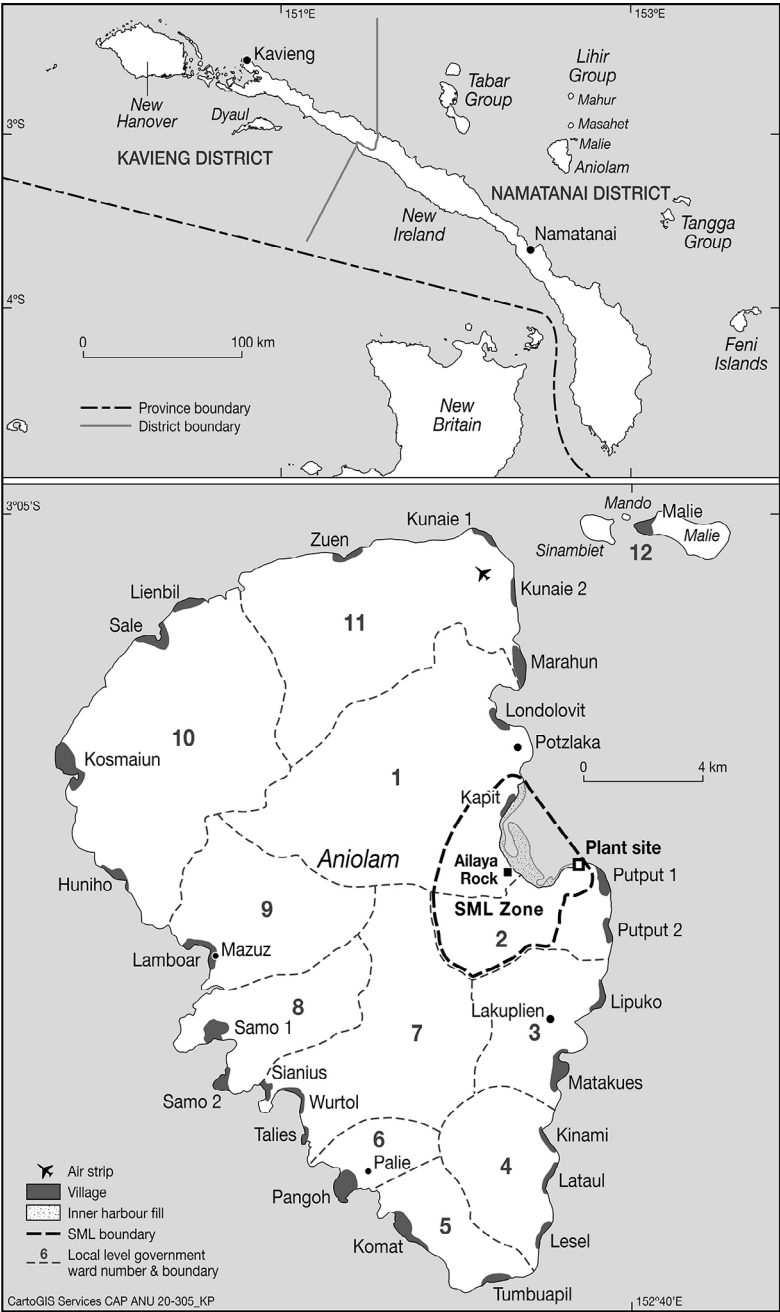 151°E
153°E
Kavieng
Lihir
Group
Tabar
Group
Mahur
New
Hanover
Dyaul
Masahet
3°S
Malie
Aniolam
KAVIENG DISTRICT
NAMATANAI DISTRICT
New
Ireland
Tangga
Group
Namatanai
4°S
0
100 km
Feni
Islands
Province boundary
District boundary
New
Britain
3°05'S
Mando
Malie
Kunaie 1
Zuen
Sinambiet
Malie
12
Kunaie 2
Lienbil
Sale
11
Marahun
Londolovit
10
Potzlaka
Kosmaiun
0
4 km
1
Kapit
Plant site
Aniolam
Ailaya
Rock
Putput 1
Huniho
9
SML Zone
Putput 2
2
Mazuz
Lamboar
8
Lipuko
Lakuplien
Samo 1
7
3
Sianius
Matakues
Samo 2
Wurtol
Talies
Kinami
6
Palie
4
Air strip
Lataul
Village
Pangoh
Inner harbour fill
5
SML boundary
Komat
Lesel
6
Local level government
ward number & boundary
Tumbuapil
CartoGIS Services CAP ANU 20-305_KP
152°40'E